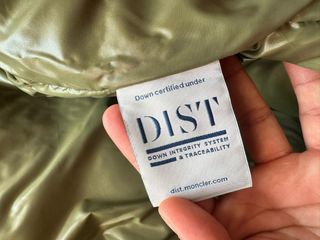 Down certified under
DIST
DOWN INTEGRITY SYSTEM
& TRACEABILITY
dist.moncler.com